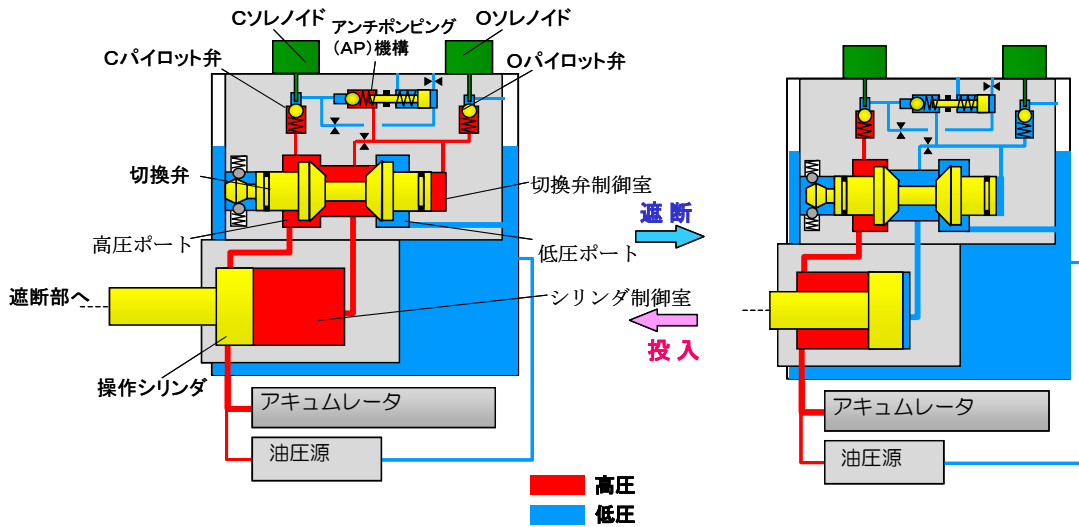 Cソレノイド
アンチポンピング
(AP)機構
Oソレノイド
Cパイロット弁
Oパイロット弁
切換弁
切換弁制御室
高圧ポート
低圧ポート
遮断部へ
シリンダ制御室
操作シリンダ
アキュムレータ
油圧源
遮 断
投 入
アキュムレータ
油圧源
高圧
低圧